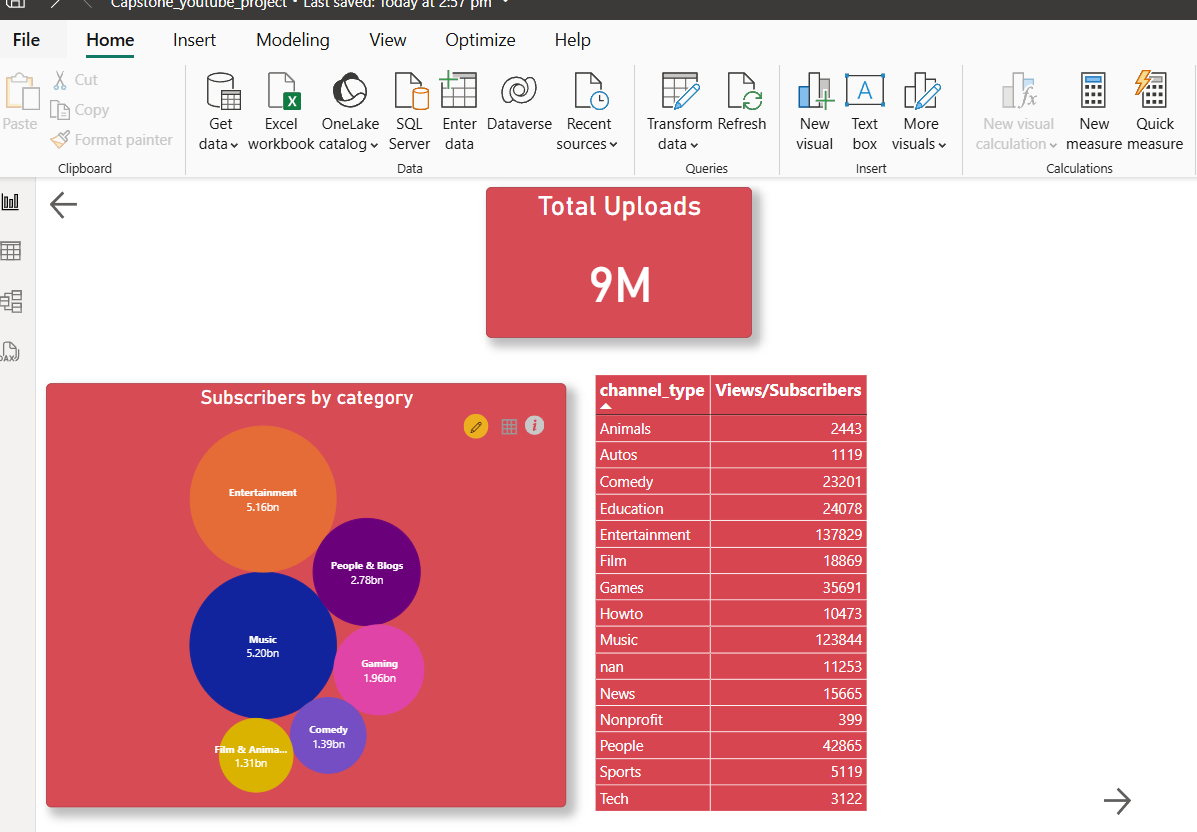 Capstone_youtube_project • Last saved: Today at 2:57 pm
File Home Insert Modeling View Optimize Help
Paste
Cut
Copy
Format painter
Clipboard
Get data
Excel workbook
OneLake catalog
SQL Server
Enter data
Dataverse
Recent sources
Data
Transform data
Refresh
Queries
New visual
Text box
More visuals
Insert
New visual calculation
New measure
Quick measure
Calculations
Total Uploads
9M
Subscribers by category
Entertainment
5.16bn
People & Blogs
2.78bn
Music
5.20bn
Gaming
1.96bn
Comedy
1.39bn
Film & Anima...
1.31bn
channel_type Views/Subscribers
Animals 2443
Autos 1119
Comedy 23201
Education 24078
Entertainment 137829
Film 18869
Games 35691
Howto 10473
Music 123844
nan 11253
News 15665
Nonprofit 399
People 42865
Sports 5119
Tech 3122